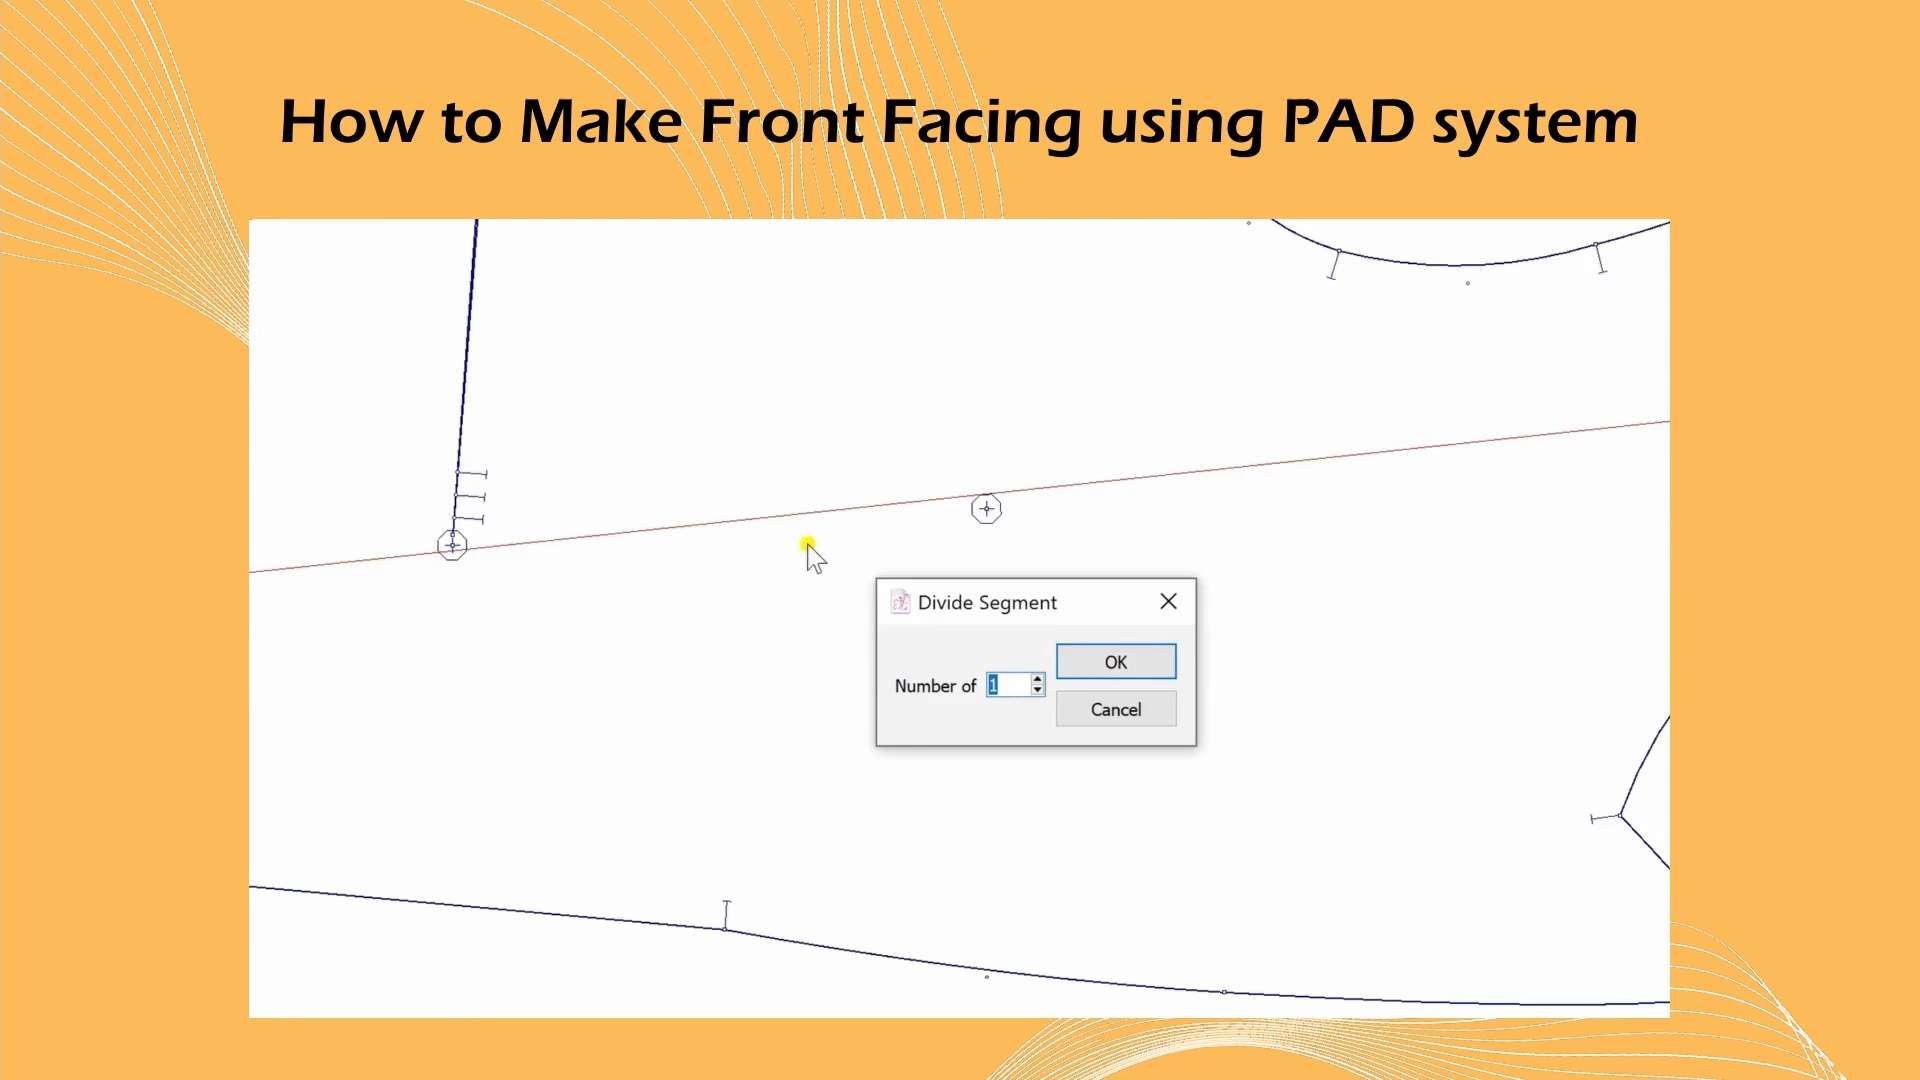 How to Make Front Facing using PAD system
Divide Segment
OK
Number of 1
Cancel